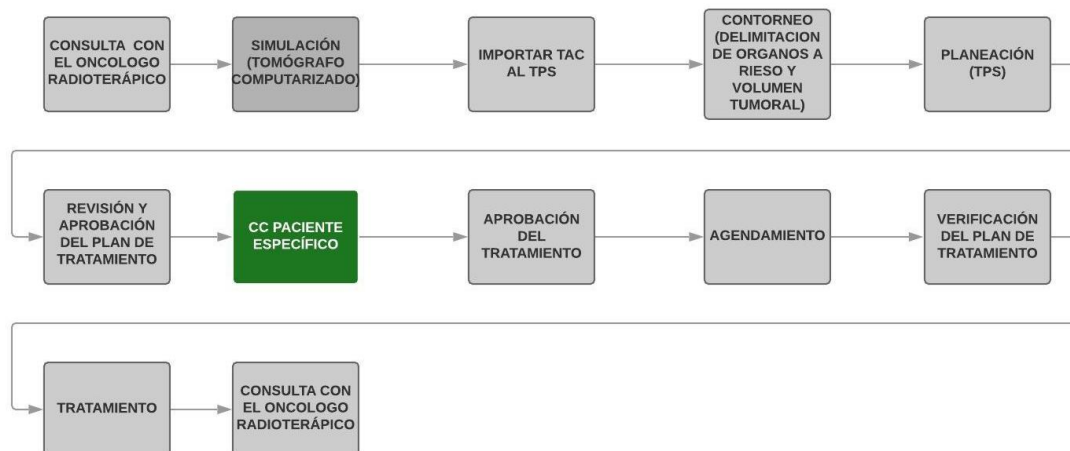 CONSULTA CON
EL ONCOLOGO
RADIOTERÁPICO
SIMULACIÓN
(TOMÓGRAFO
COMPUTARIZADO)
IMPORTAR TAC
AL TPS
CONTORNEO
(DELIMITACION
DE ORGANOS A
RIESO Y
VOLUMEN
TUMORAL)
PLANEACIÓN
(TPS)
REVISIÓN Y
APROBACIÓN
DEL PLAN DE
TRATAMIENTO
CC PACIENTE
ESPECÍFICO
APROBACIÓN
DEL
TRATAMIENTO
AGENDAMIENTO
VERIFICACIÓN
DEL PLAN DE
TRATAMIENTO
TRATAMIENTO
CONSULTA CON
EL ONCOLOGO
RADIOTERÁPICO